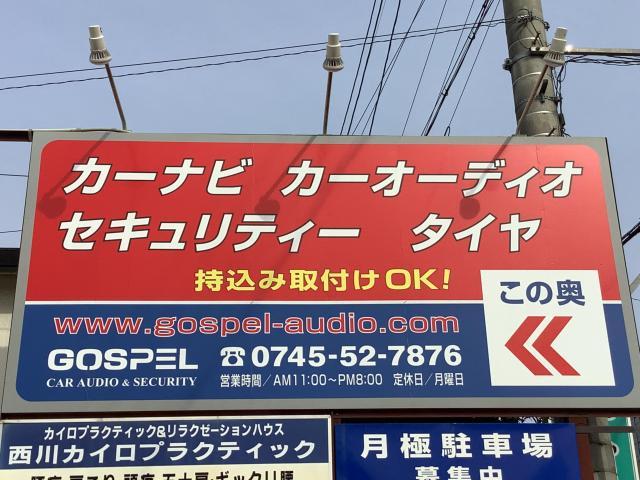 カーナビ カーオーディオ
セキュリティー タイヤ
持込み取付けOK!
この奥
www.gospel-audio.com
GOSPEL
CAR AUDIO & SECURITY
☎0745-52-7876
営業時間/AM11:00~PM8:00 定休日/月曜日
カイロプラクティック&リラクゼーションハウス
西川カイロプラクティック
月極駐車場
募集中